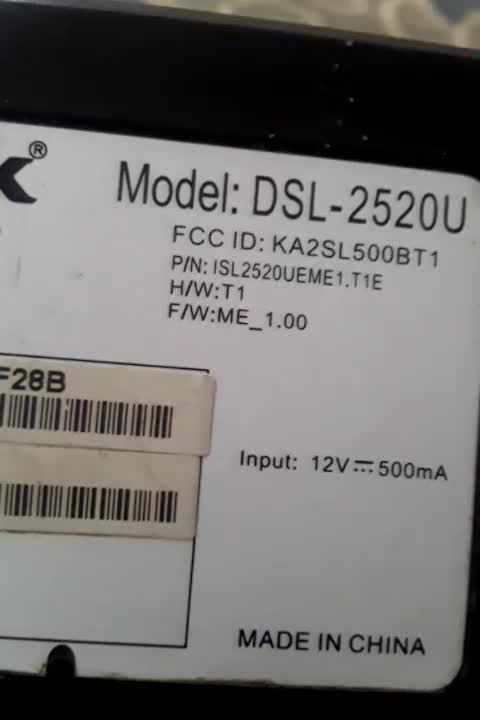 K®
Model: DSL-2520U
FCC ID: KA2SL500BT1
P/N: ISL2520UEME1.T1E
H/W:T1
F/W:ME_1.00
F28B
Input: 12V⎓500mA
MADE IN CHINA